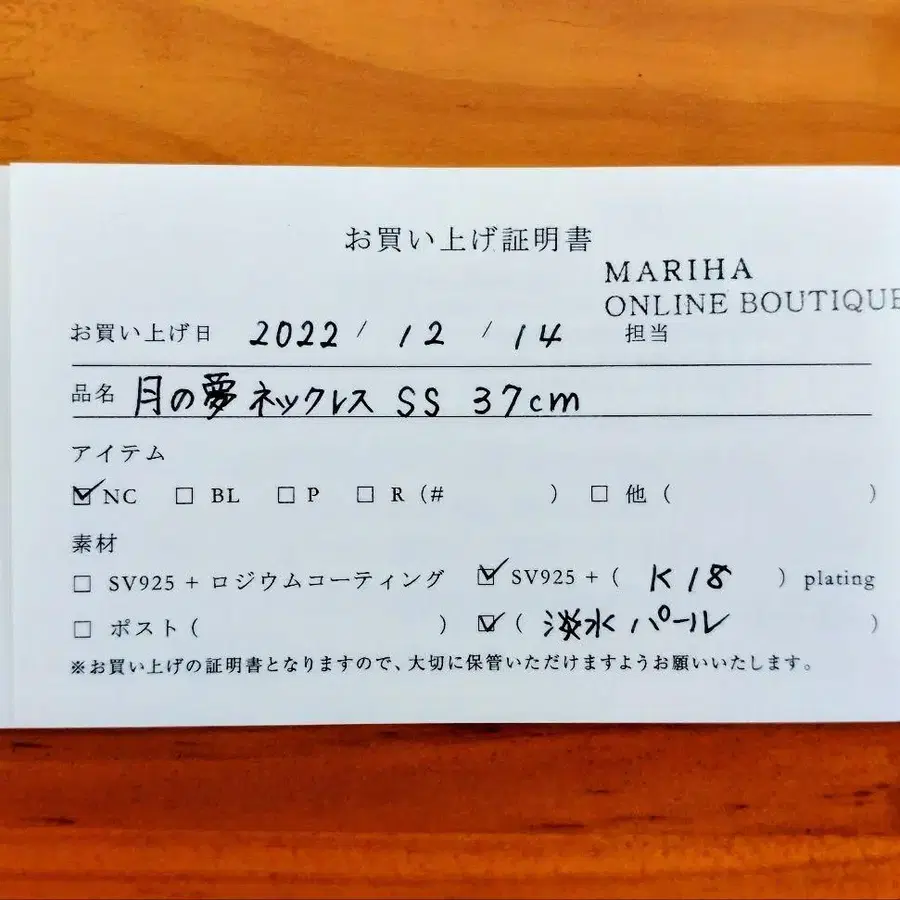 お買い上げ証明書
MARIHA
ONLINE BOUTIQUE
お買い上げ日 2022 / 12 / 14 担当
品名 月の夢 ネックレス SS 37cm
アイテム
☑ NC □ BL □ P □ R (# ) □ 他 ( )
素材
□ SV925 + ロジウムコーティング ☑ SV925 + ( K18 ) plating
□ ポスト ( ) ☑ ( 淡水パール )
※お買い上げの証明書となりますので、大切に保管いただけますようお願いいたします。